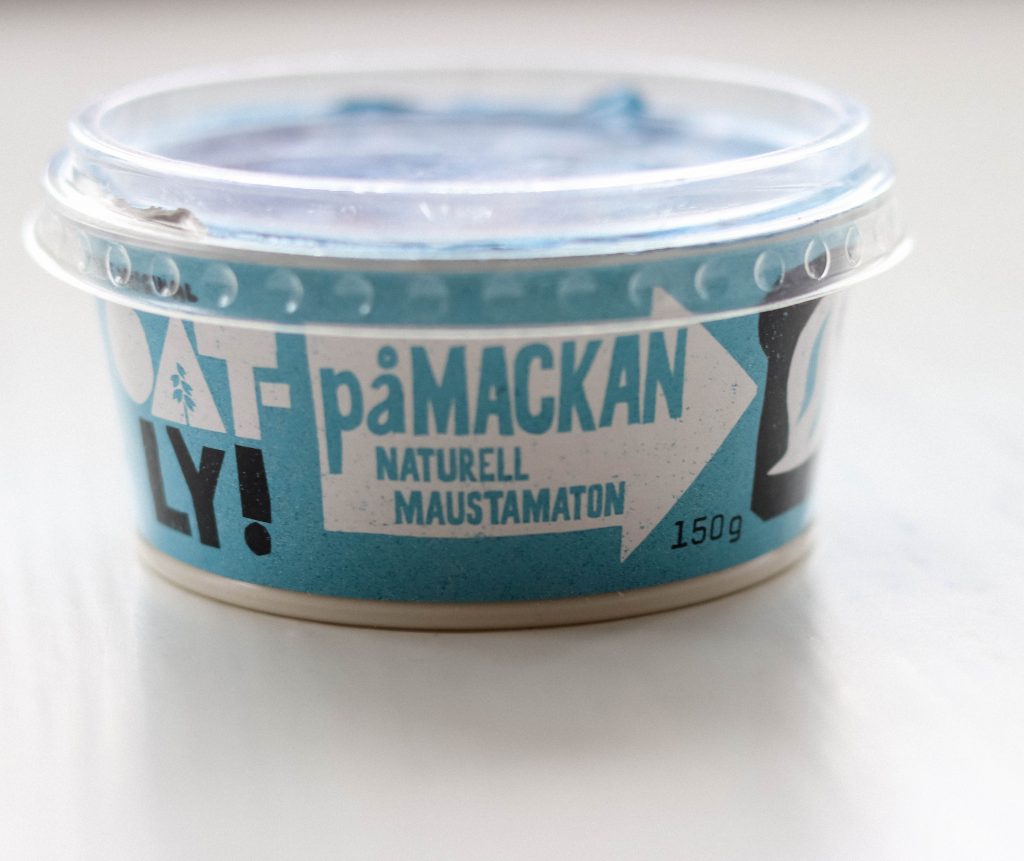 OAT-
LY!
påMACKAN
NATURELL
MAUSTAMATON
150g